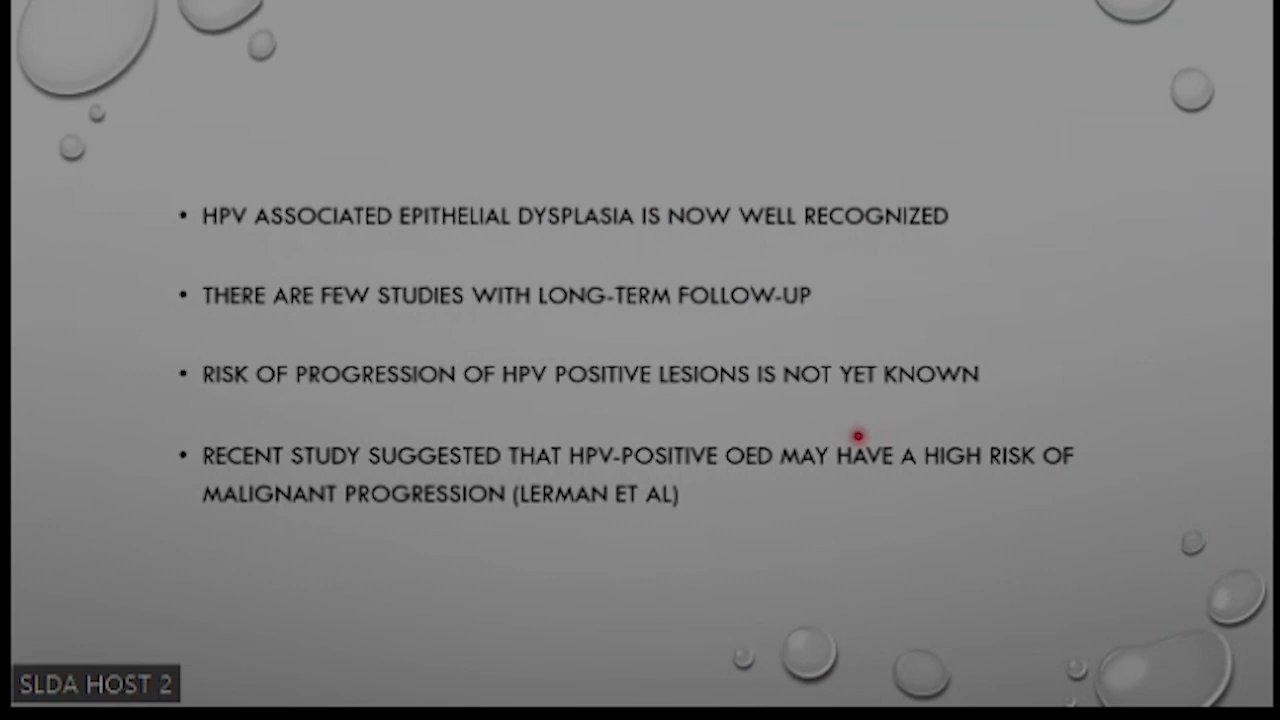 • HPV ASSOCIATED EPITHELIAL DYSPLASIA IS NOW WELL RECOGNIZED
• THERE ARE FEW STUDIES WITH LONG-TERM FOLLOW-UP
• RISK OF PROGRESSION OF HPV POSITIVE LESIONS IS NOT YET KNOWN
• RECENT STUDY SUGGESTED THAT HPV-POSITIVE OED MAY HAVE A HIGH RISK OF
MALIGNANT PROGRESSION (LERMAN ET AL)
SLDA HOST 2